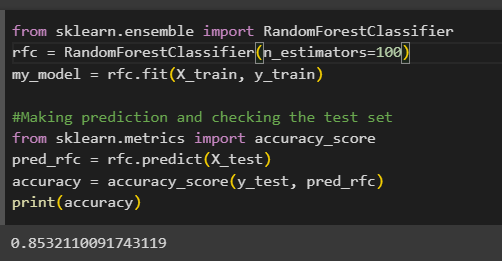 from sklearn.ensemble import RandomForestClassifier
rfc = RandomForestClassifier(n_estimators=100)
my_model = rfc.fit(X_train, y_train)
#Making prediction and checking the test set
from sklearn.metrics import accuracy_score
pred_rfc = rfc.predict(X_test)
accuracy = accuracy_score(y_test, pred_rfc)
print(accuracy)
0.8532110091743119